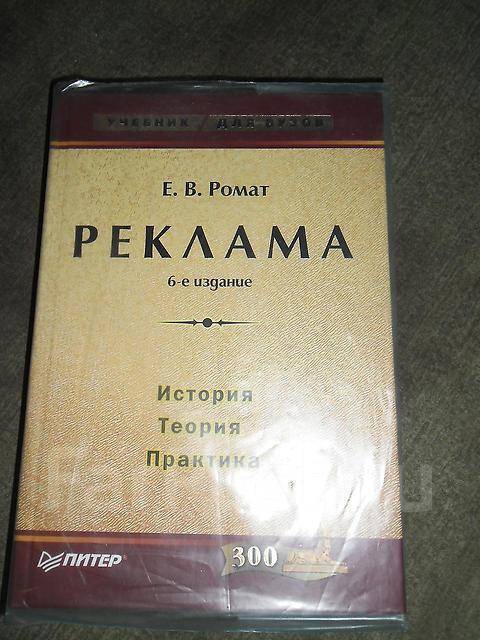 УЧЕБНИК / ДЛЯ ВУЗОВ
Е. В. Ромат
РЕКЛАМА
6-е издание
История
Теория
Практика
ПИТЕР
300